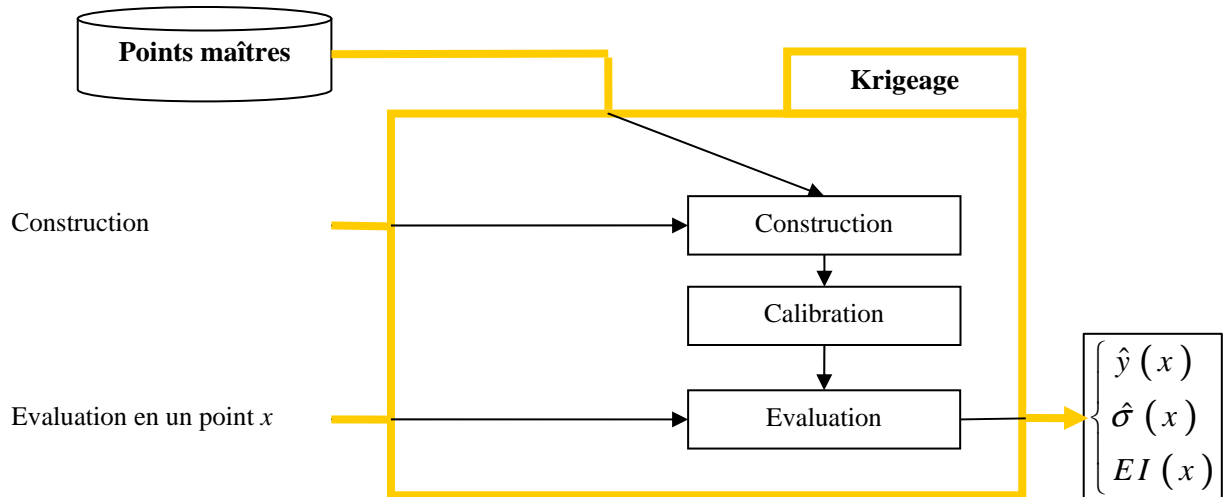 Points maîtres
Krigeage
Construction
Construction
Calibration
Evaluation en un point x
Evaluation
ŷ ( x )
σ̂ ( x )
EI ( x )